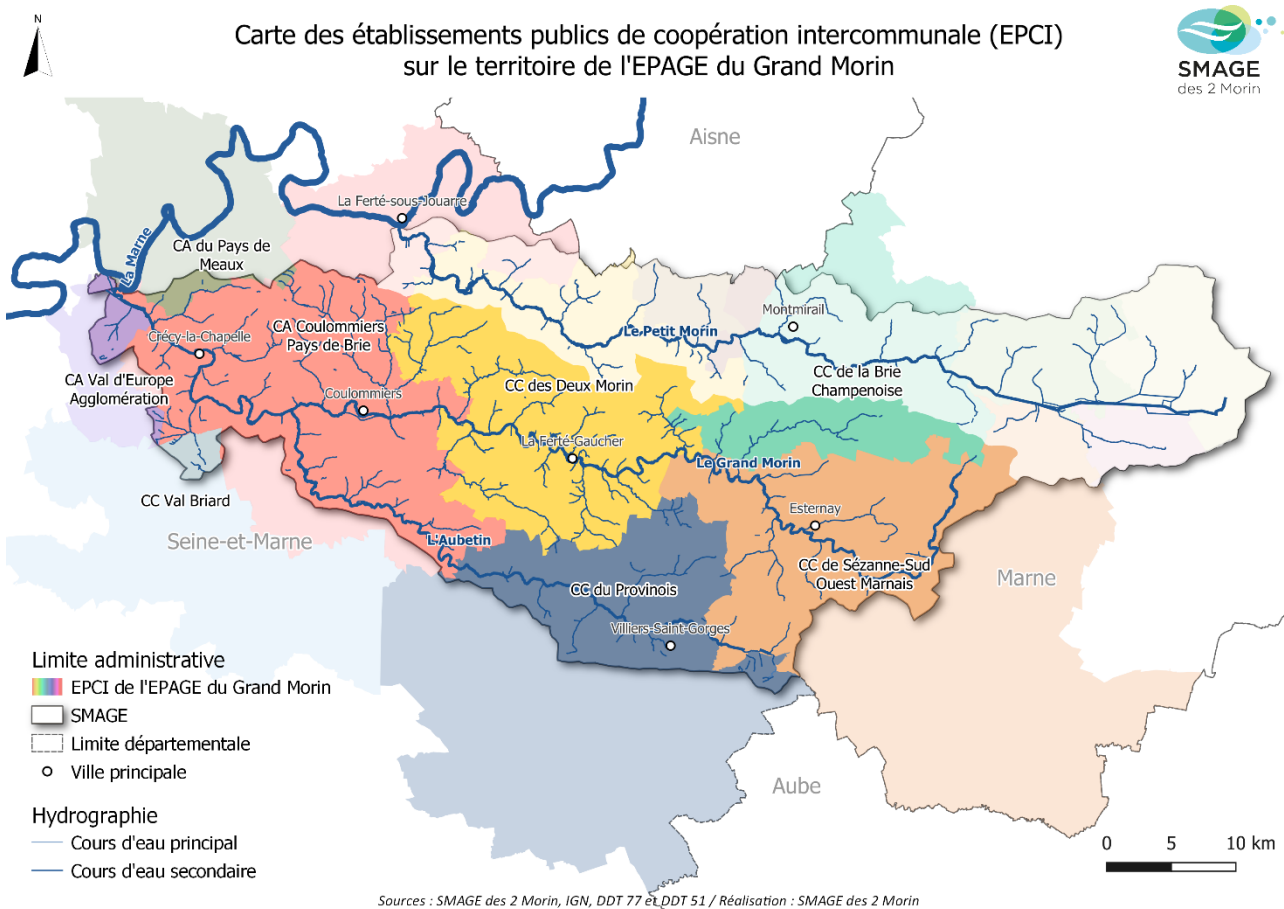 N
Carte des établissements publics de coopération intercommunale (EPCI)
sur le territoire de l'EPAGE du Grand Morin
SMAGE
des 2 Morin
Aisne
La Ferté-sous-Jouarre
La Marne
CA du Pays de
Meaux
Montmirail
Le Petit Morin
Crécy-la-Chapelle
CA Coulommiers
Pays de Brie
CC de la Brie
Champenoise
CA Val d'Europe
Agglomération
CC des Deux Morin
Coulommiers
La Ferté-Gaucher
Le Grand Morin
CC Val Briard
Esternay
Seine-et-Marne
L'Aubetin
CC de Sézanne-Sud
Ouest Marnais
Marne
CC du Provinois
Villiers-Saint-Gorges
Aube
Limite administrative
EPCI de l'EPAGE du Grand Morin
SMAGE
Limite départementale
Ville principale
Hydrographie
Cours d'eau principal
Cours d'eau secondaire
0 5 10 km
Sources : SMAGE des 2 Morin, IGN, DDT 77 et DDT 51 / Réalisation : SMAGE des 2 Morin